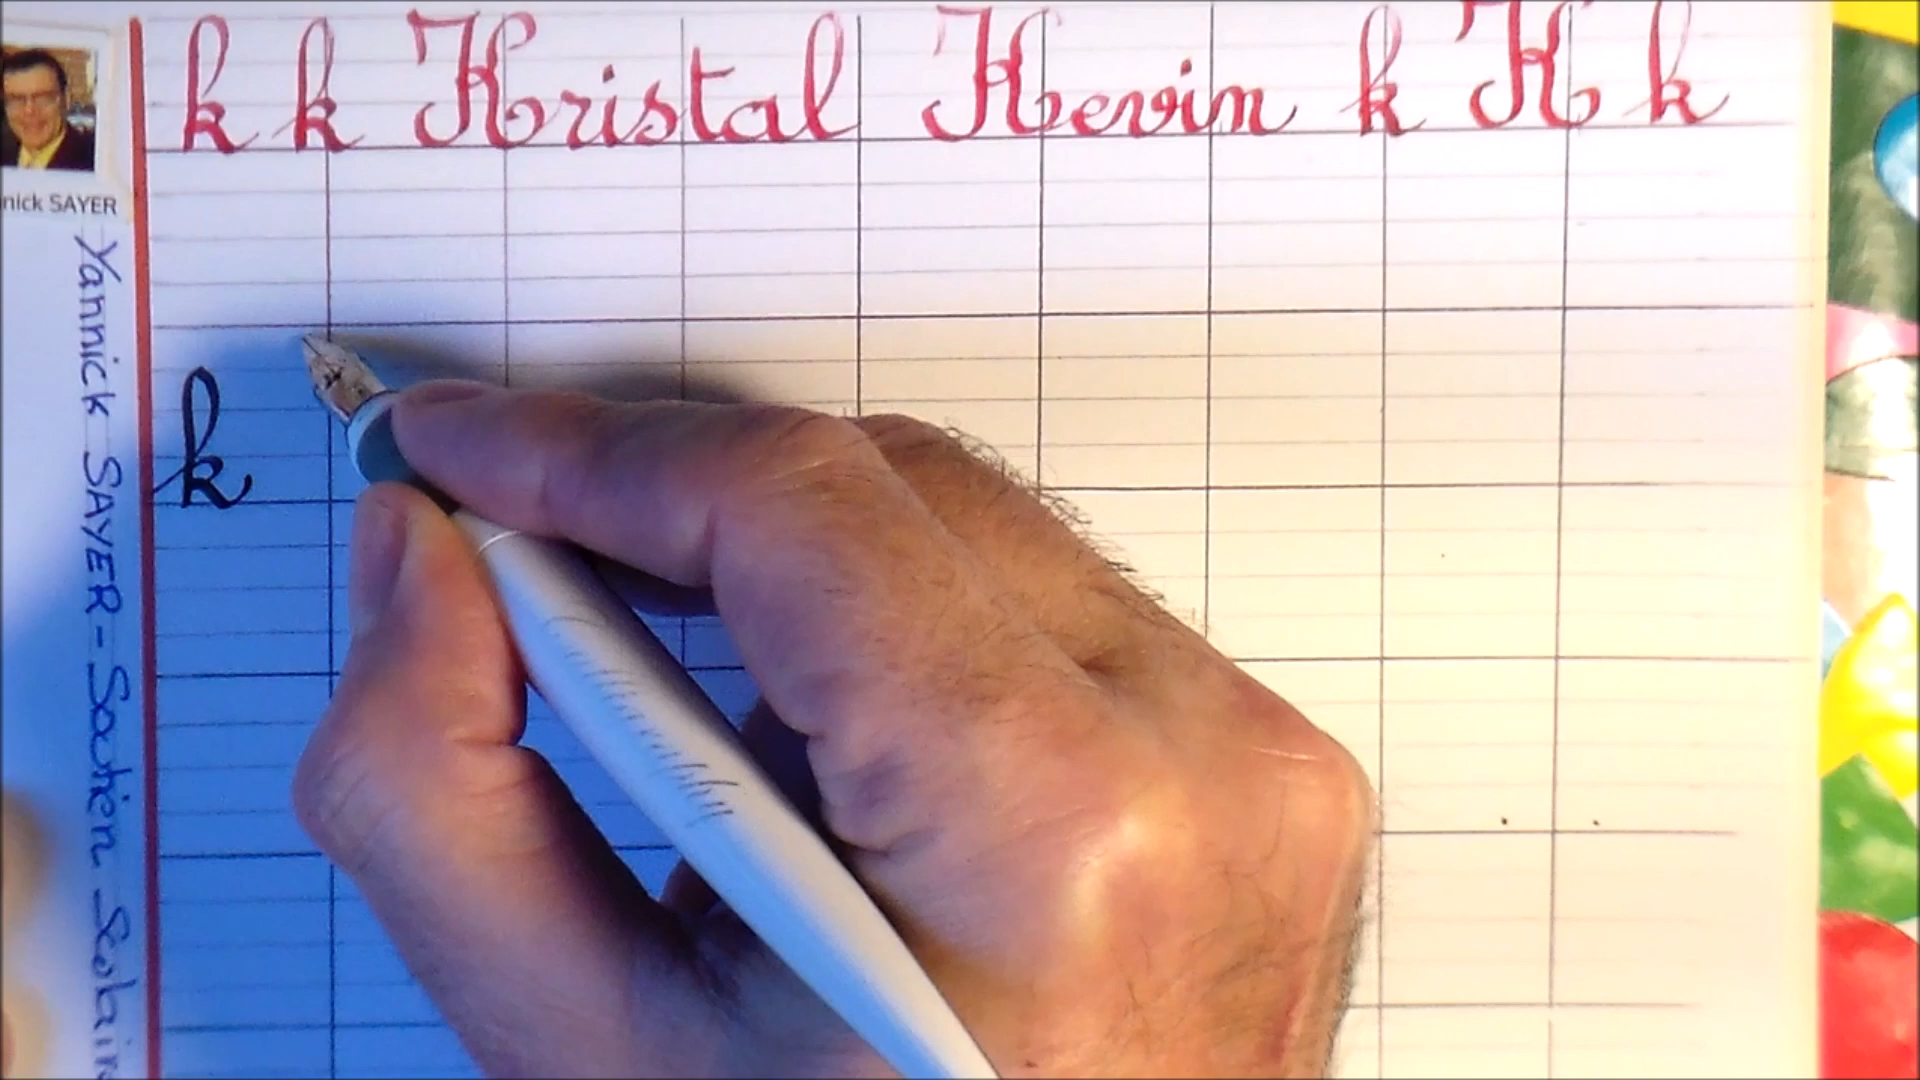 k k Kristal Kevin k K k
nick SAYER
k
Yannick SAYER - Soutien Scolair